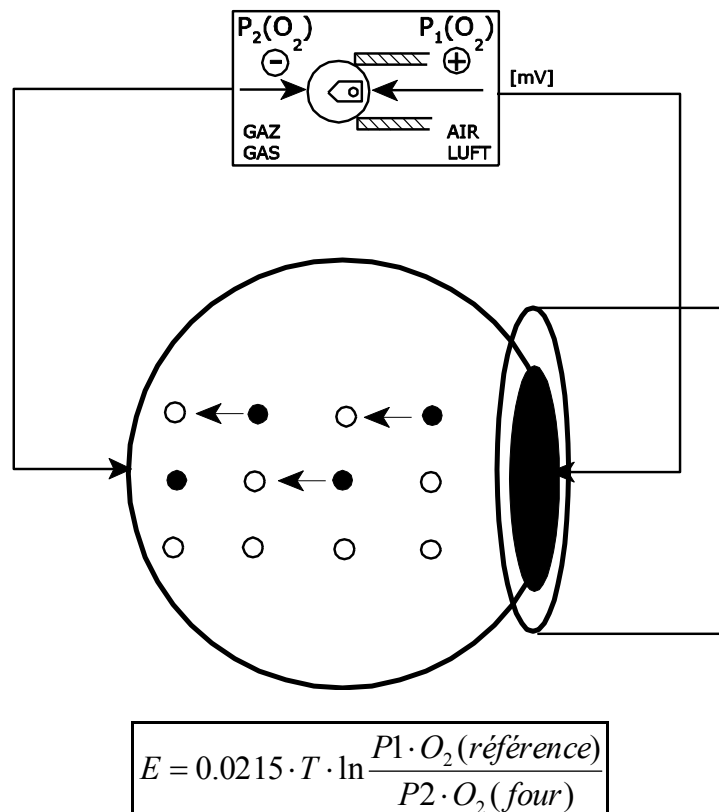 P₂(O₂) P₁(O₂)
- +
[mV]
GAZ AIR
GAS LUFT
E = 0.0215 · T · ln P1 · O₂ (référence) / P2 · O₂ (four)